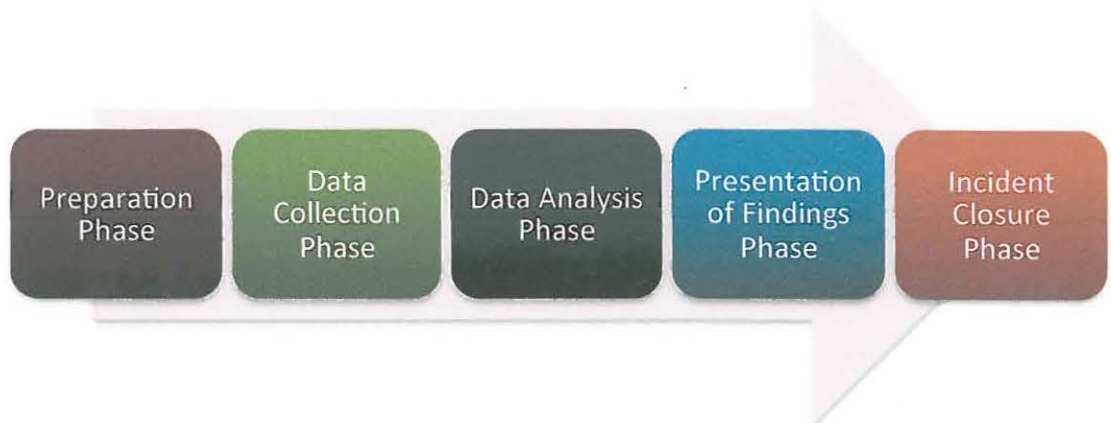 Preparation
Phase
Data
Collection
Phase
Data Analysis
Phase
Presentation
of Findings
Phase
Incident
Closure
Phase